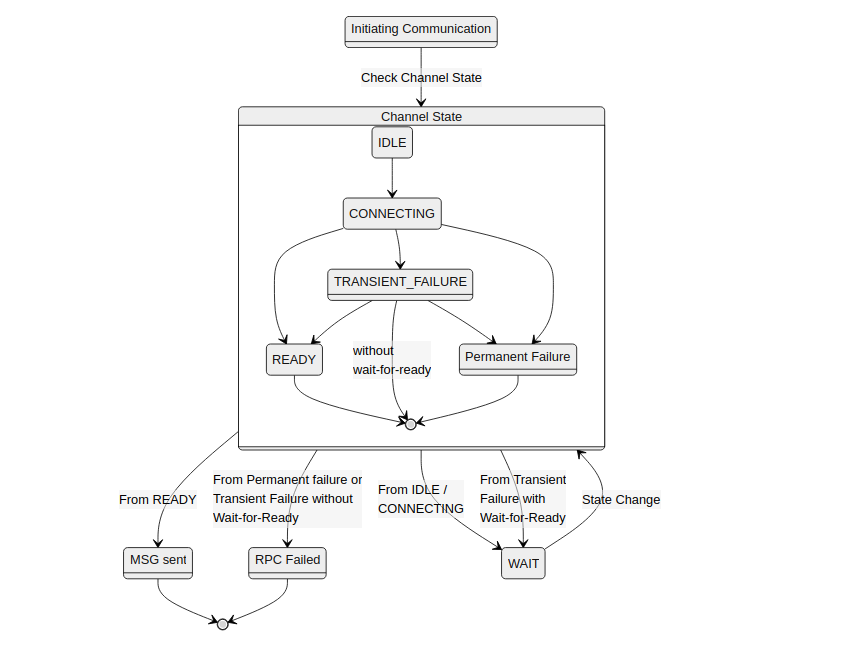 Initiating Communication
Check Channel State
Channel State
IDLE
CONNECTING
TRANSIENT_FAILURE
READY
without
wait-for-ready
Permanent Failure
From READY
From Permanent failure or
Transient Failure without
Wait-for-Ready
From IDLE /
CONNECTING
From Transient
Failure with
Wait-for-Ready
State Change
MSG sent
RPC Failed
WAIT